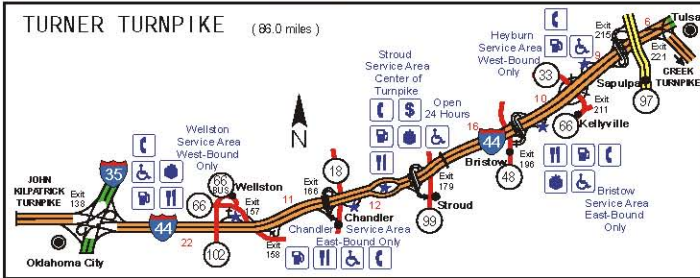 TURNER TURNPIKE (86.0 miles)
Tulsa
6
Exit
215
Exit
221
CREEK
TURNPIKE
Heyburn
Service Area
West-Bound
Only
9
Sapulpa
97
33
10
Exit
211
66
Kellyville
Stroud
Service Area
Center of
Turnpike
$
Open
24 Hours
16
44
Bristow
Exit
196
48
Bristow
Service Area
East-Bound
Only
N
Wellston
Service Area
West-Bound
Only
35
JOHN
KILPATRICK
TURNPIKE
Exit
138
44
22
Oklahoma City
66
66
BUS
Wellston
Exit
157
102
Exit
158
11
Exit
166
18
Chandler
12
Chandler Service Area
East-Bound Only
Exit
179
Stroud
99